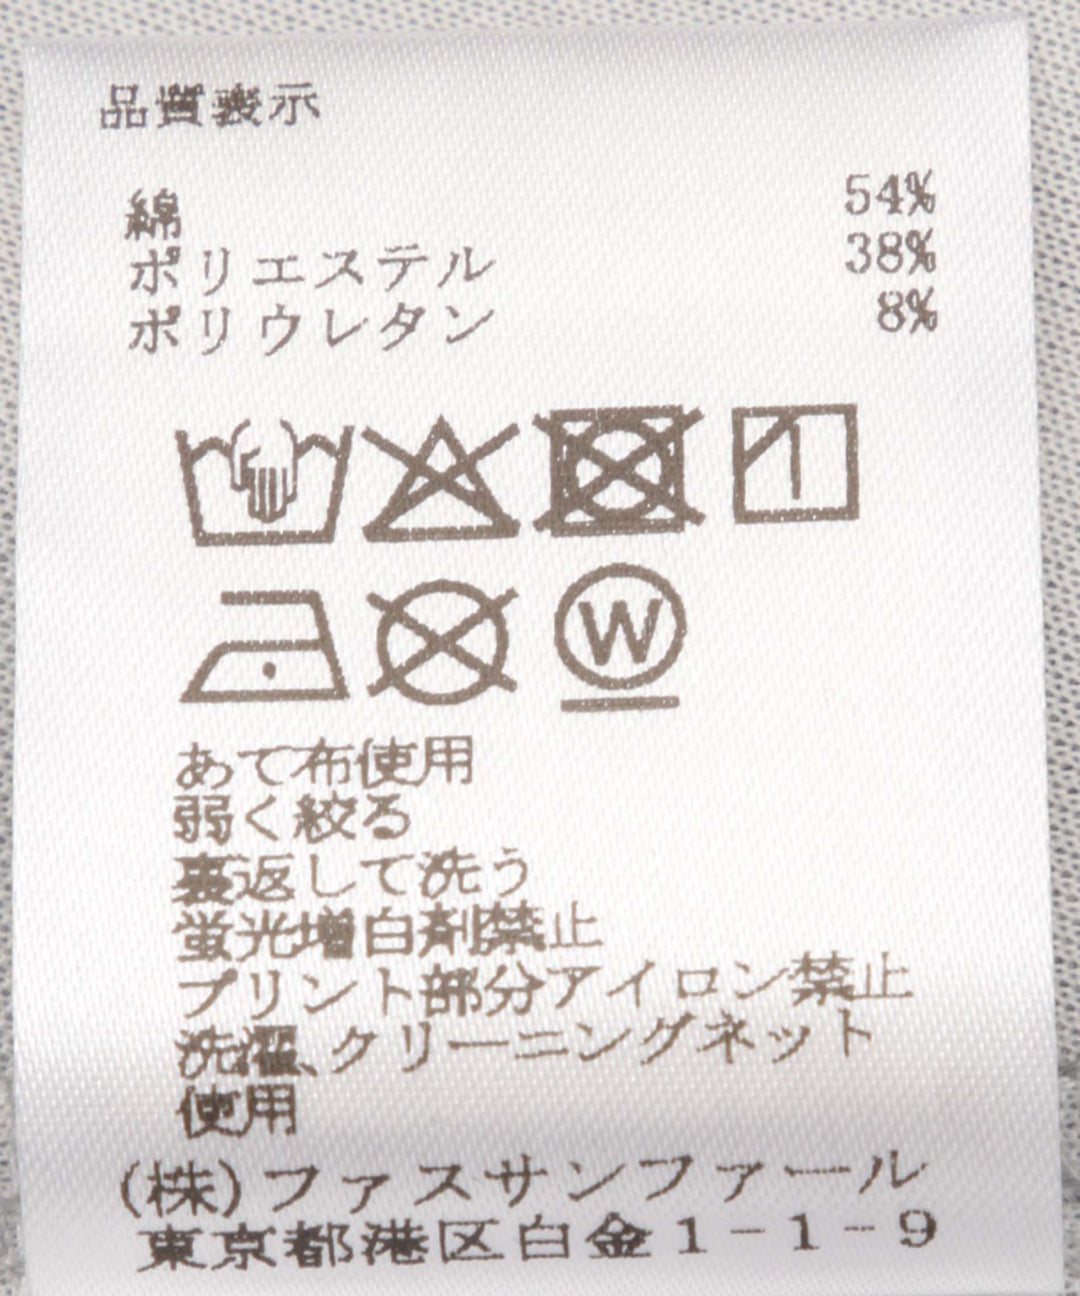 品質表示
綿 54%
ポリエステル 38%
ポリウレタン 8%
W
あて布使用
弱く絞る
裏返して洗う
蛍光増白剤禁止
プリント部分アイロン禁止
洗濯、クリーニングネット
使用
(株)ファスサンファール
東京都港区白金1-1-9